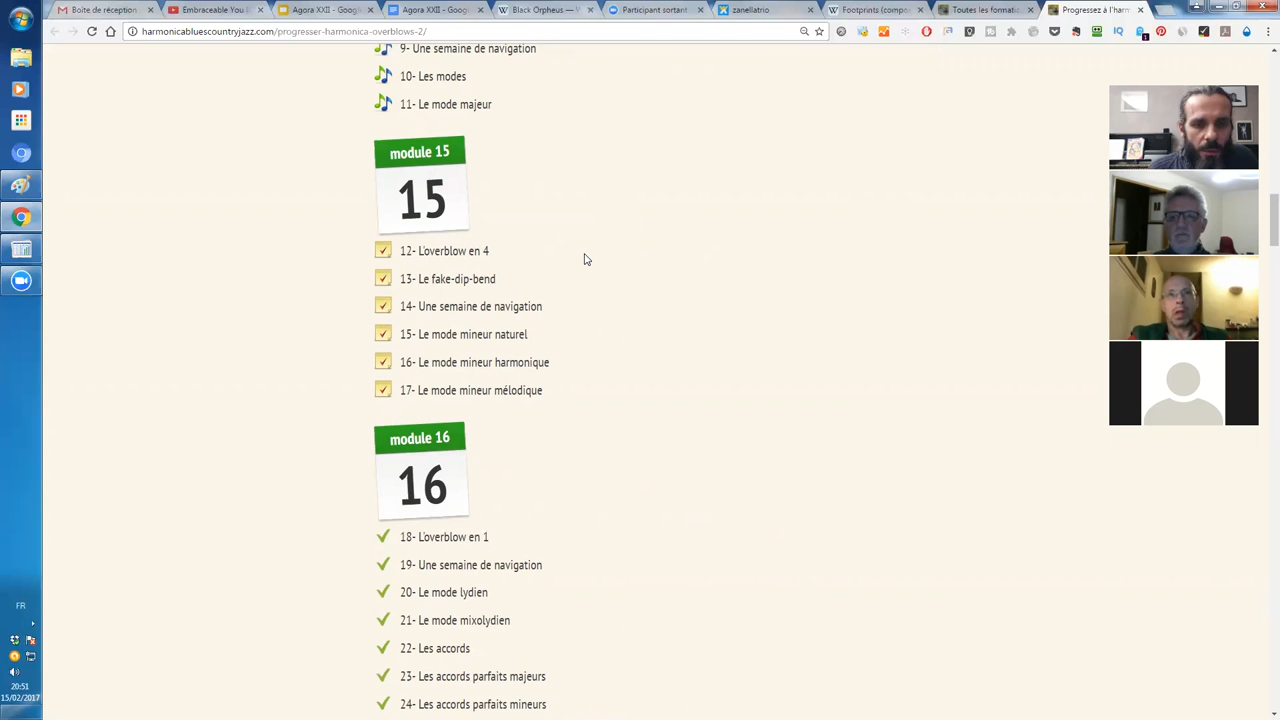 Boîte de réception
Embraceable You
Agora XXII - Google
Agora XXII - Google
Black Orpheus —
Participant sortant
zanellatrio
Footprints (compos
Toutes les formatio
Progressez à l'harm
harmonicabluescountryjazz.com/progresser-harmonica-overblows-2/
9- Une semaine de navigation
10- Les modes
11- Le mode majeur
module 15
15
12- L'overblow en 4
13- Le fake-dip-bend
14- Une semaine de navigation
15- Le mode mineur naturel
16- Le mode mineur harmonique
17- Le mode mineur mélodique
module 16
16
18- L'overblow en 1
19- Une semaine de navigation
20- Le mode lydien
21- Le mode mixolydien
22- Les accords
23- Les accords parfaits majeurs
24- Les accords parfaits mineurs
FR
20:51
15/02/2017